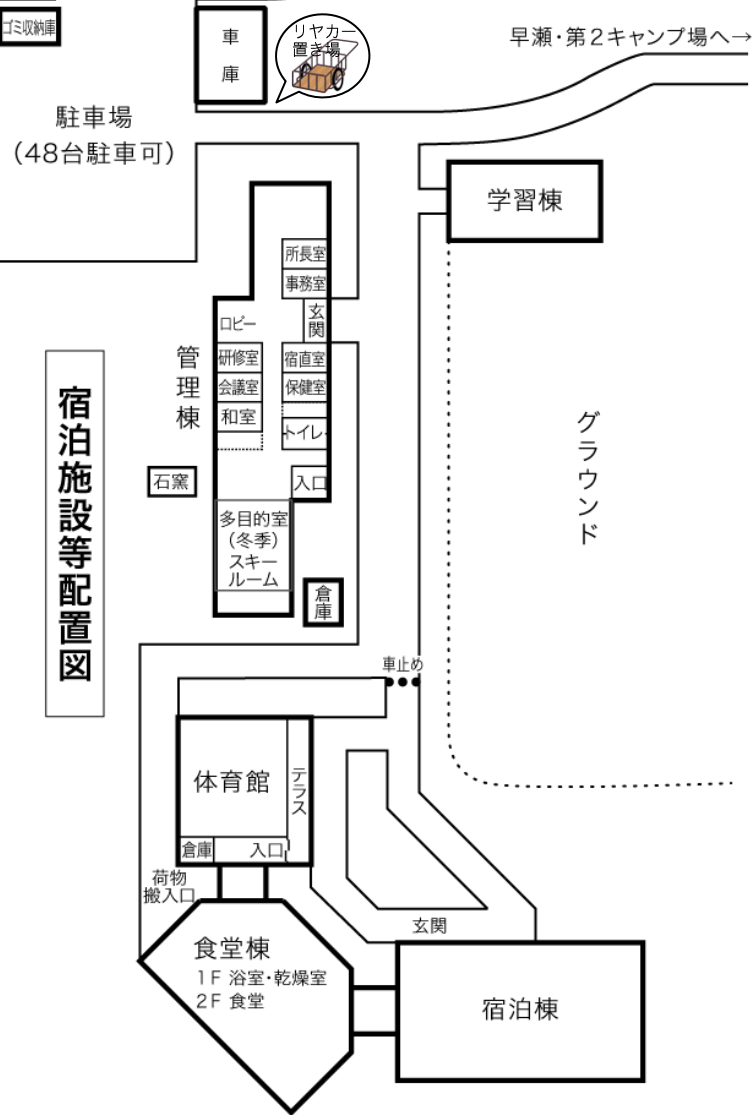 ゴミ収納庫
車庫
リヤカー
置き場
早瀬・第2キャンプ場へ→
駐車場
（48台駐車可）
学習棟
所長室
事務室
ロビー
玄関
管理棟
研修室
宿直室
会議室
保健室
和室
トイレ
宿泊施設等配置図
グラウンド
石窯
入口
多目的室
（冬季）
スキー
ルーム
倉庫
車止め
体育館
テラス
倉庫
入口
荷物
搬入口
玄関
食堂棟
1F 浴室・乾燥室
2F 食堂
宿泊棟